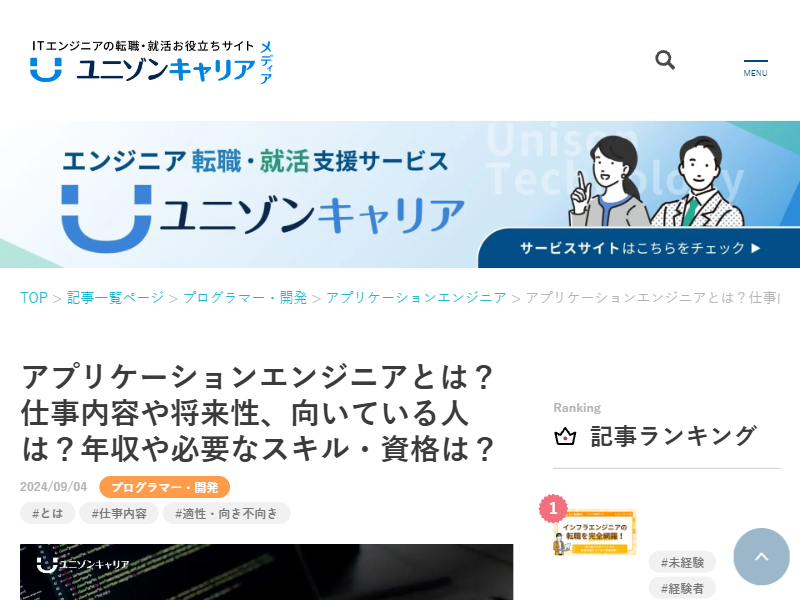 ITエンジニアの転職・就活お役立ちサイト
ユニゾンキャリア
メディア
MENU
Unison
Technology
エンジニア 転職・就活 支援サービス
ユニゾンキャリア
サービスサイトはこちらをチェック ▶
TOP > 記事一覧ページ > プログラマー・開発 > アプリケーションエンジニア > アプリケーションエンジニアとは？仕事内
アプリケーションエンジニアとは？
仕事内容や将来性、向いている人
は？年収や必要なスキル・資格は？
2024/09/04 プログラマー・開発
#とは #仕事内容 #適性・向き不向き
ユニゾンキャリア
Ranking
記事ランキング
1
インフラエンジニアの
転職を完全網羅！
#未経験
#経験者